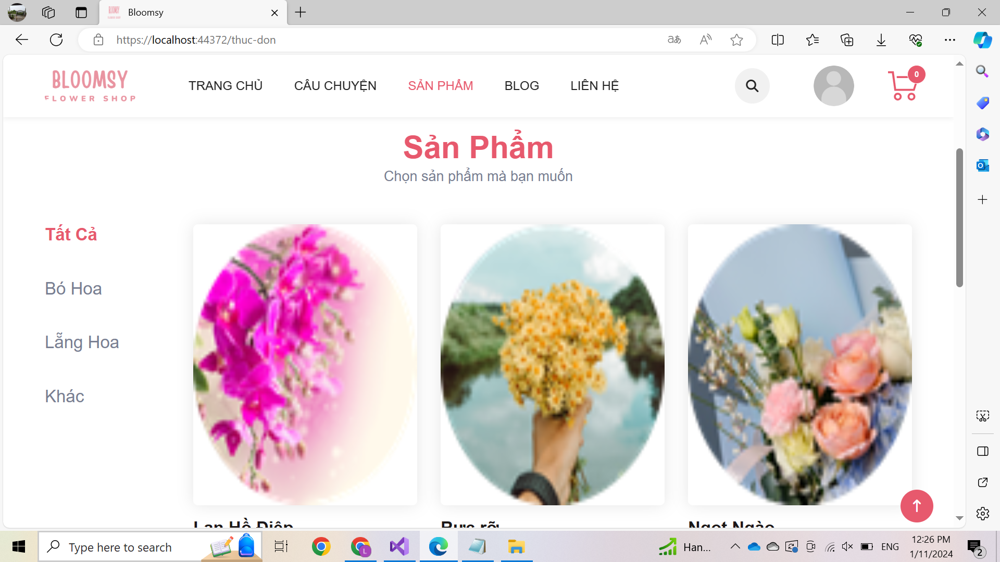 Bloomsy
https://localhost:44372/thuc-don
BLOOMSY
FLOWER SHOP
TRANG CHỦ CÂU CHUYỆN SẢN PHẨM BLOG LIÊN HỆ
0
Sản Phẩm
Chọn sản phẩm mà bạn muốn
Tất Cả
Bó Hoa
Lẵng Hoa
Khác
Lan Hồ Điệp Rực rỡ Ngọt Ngào
Type here to search
Han...
ENG
12:26 PM
1/11/2024
2